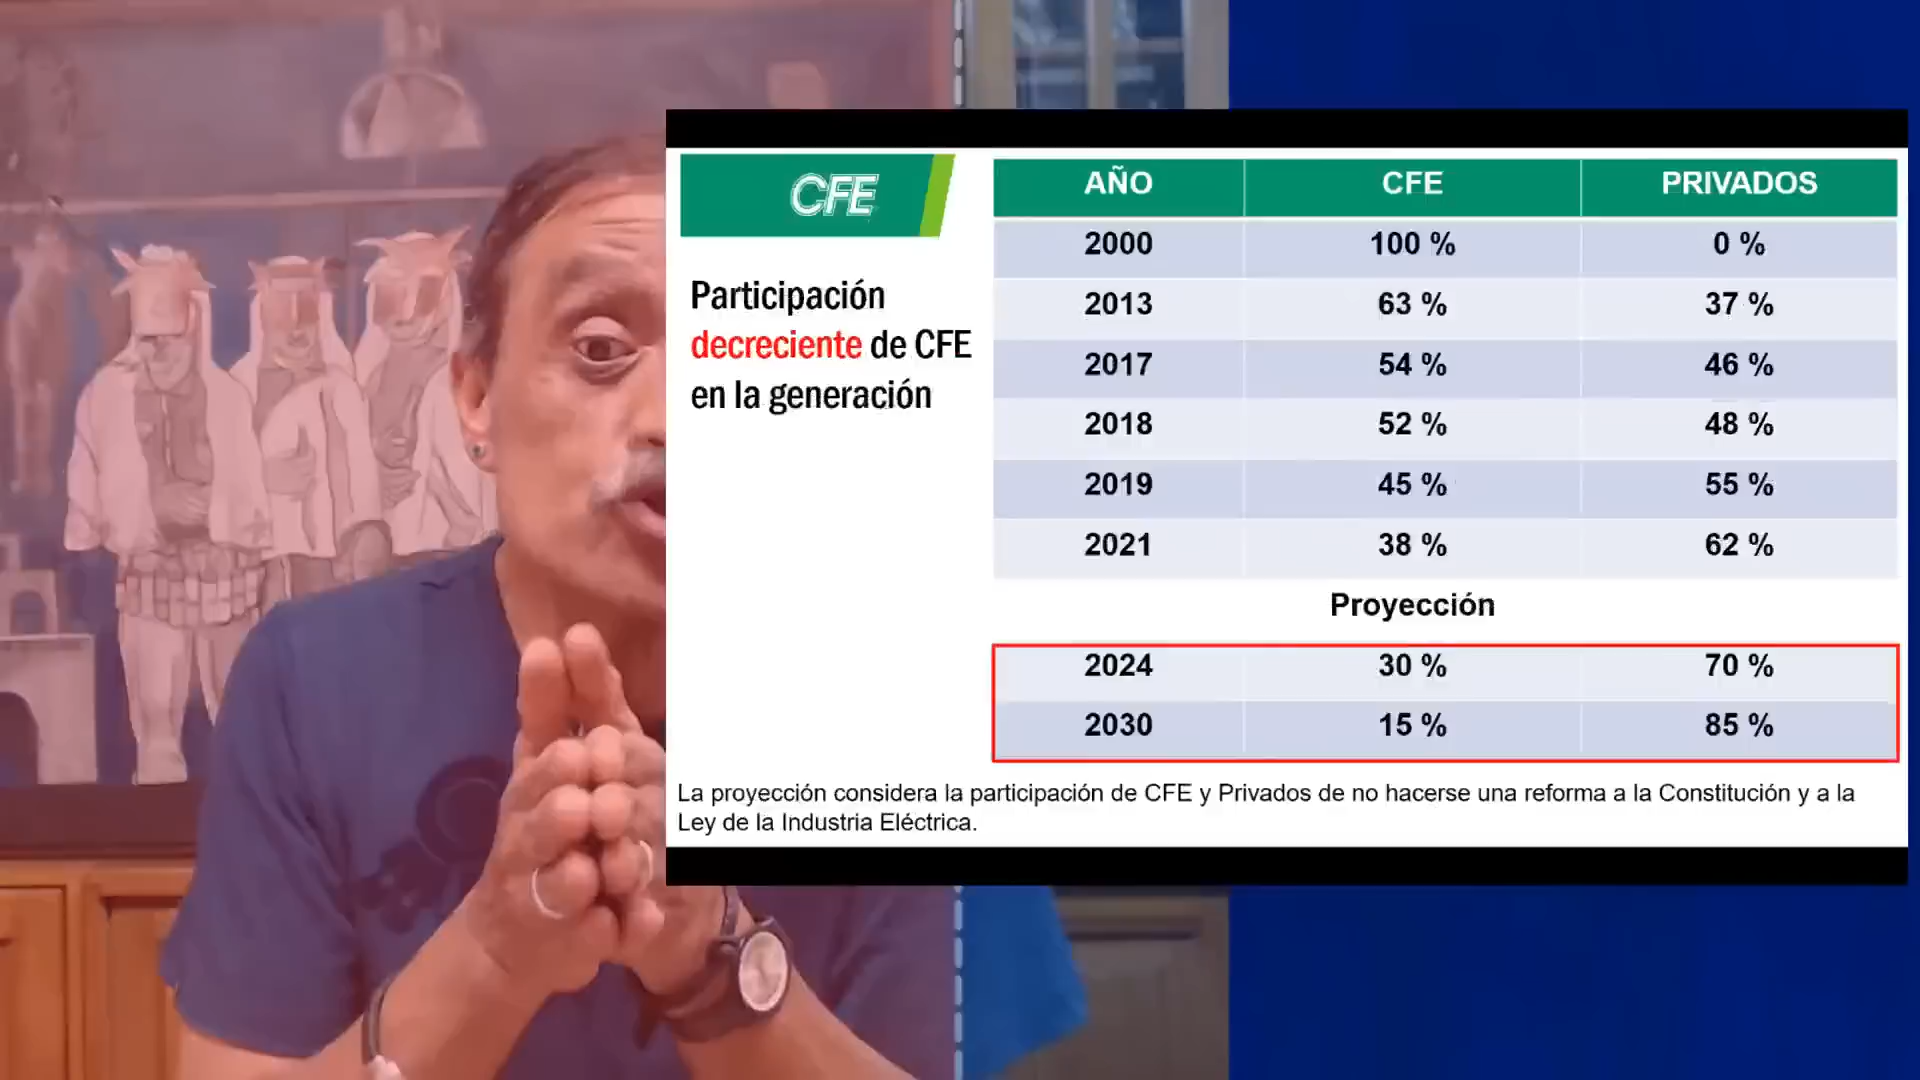 CFE
Participación
decreciente de CFE
en la generación
AÑO CFE PRIVADOS
2000 100 % 0 %
2013 63 % 37 %
2017 54 % 46 %
2018 52 % 48 %
2019 45 % 55 %
2021 38 % 62 %
Proyección
2024 30 % 70 %
2030 15 % 85 %
La proyección considera la participación de CFE y Privados de no hacerse una reforma a la Constitución y a la
Ley de la Industria Eléctrica.